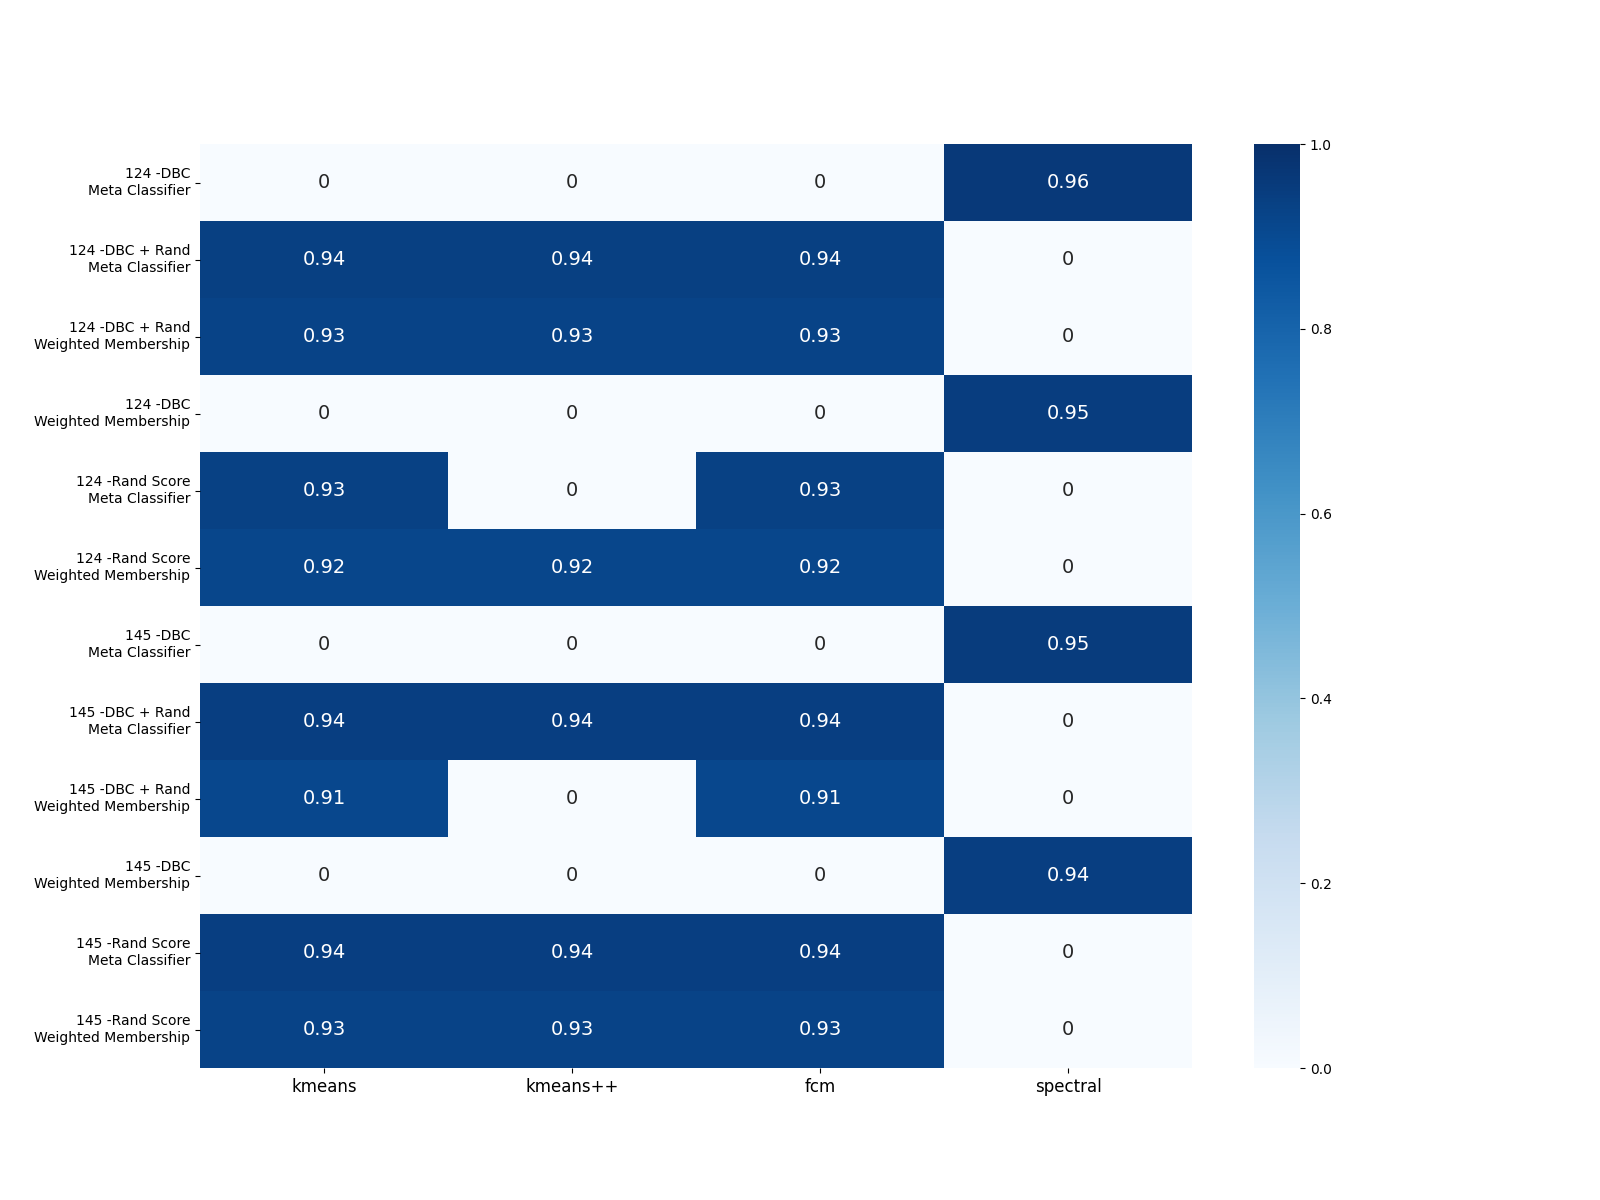 124 -DBC
Meta Classifier
0 0 0 0.96
124 -DBC + Rand
Meta Classifier
0.94 0.94 0.94 0
124 -DBC + Rand
Weighted Membership
0.93 0.93 0.93 0
124 -DBC
Weighted Membership
0 0 0 0.95
124 -Rand Score
Meta Classifier
0.93 0 0.93 0
124 -Rand Score
Weighted Membership
0.92 0.92 0.92 0
145 -DBC
Meta Classifier
0 0 0 0.95
145 -DBC + Rand
Meta Classifier
0.94 0.94 0.94 0
145 -DBC + Rand
Weighted Membership
0.91 0 0.91 0
145 -DBC
Weighted Membership
0 0 0 0.94
145 -Rand Score
Meta Classifier
0.94 0.94 0.94 0
145 -Rand Score
Weighted Membership
0.93 0.93 0.93 0
kmeans kmeans++ fcm spectral
1.0
0.8
0.6
0.4
0.2
0.0